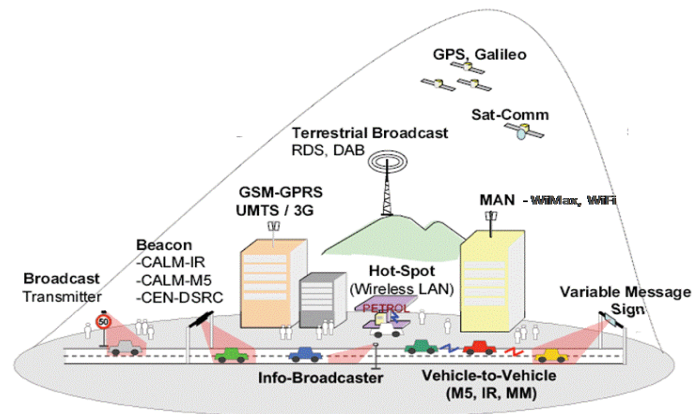 GPS, Galileo
Sat-Comm
Terrestrial Broadcast
RDS, DAB
GSM-GPRS
UMTS / 3G
MAN - WiMax, WiFi
Beacon
-CALM-IR
-CALM-M5
-CEN-DSRC
Broadcast
Transmitter
Hot-Spot
(Wireless LAN)
PETROL
Variable Message
Sign
50
Info-Broadcaster
Vehicle-to-Vehicle
(M5, IR, MM)